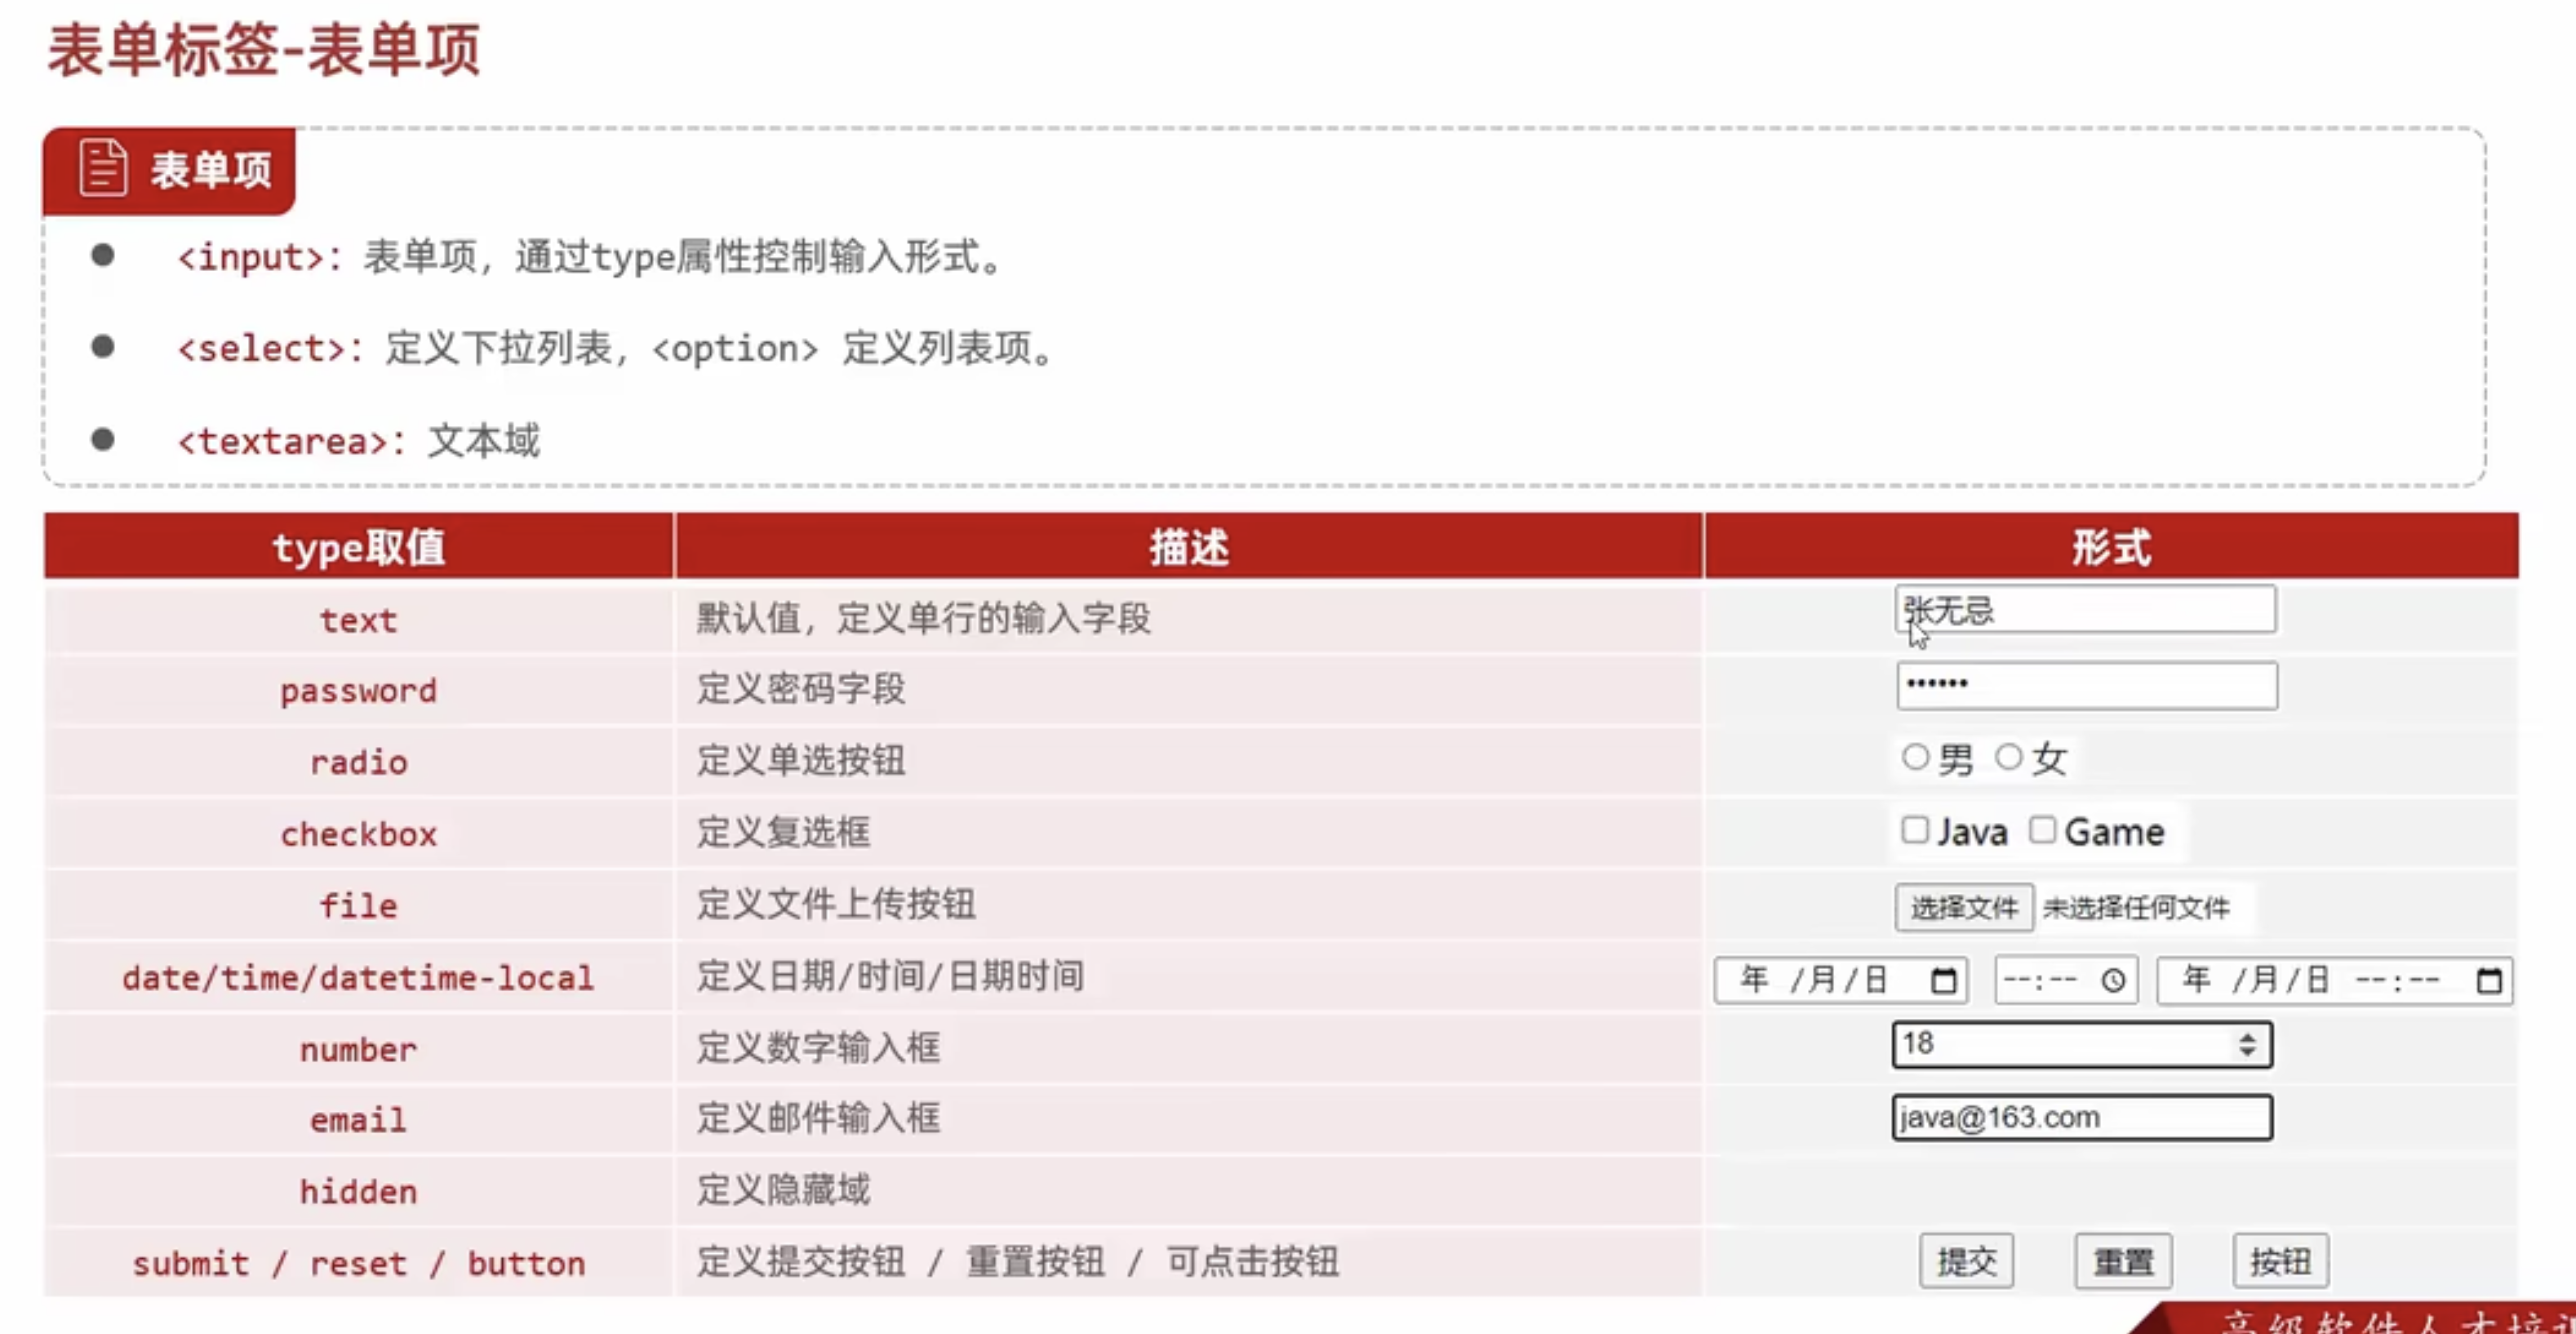 表单标签-表单项
表单项
<input>：表单项，通过type属性控制输入形式。
<select>：定义下拉列表，<option> 定义列表项。
<textarea>：文本域
type取值 描述 形式
text 默认值，定义单行的输入字段 张无忌
password 定义密码字段 ••••••
radio 定义单选按钮 男 女
checkbox 定义复选框 Java Game
file 定义文件上传按钮 选择文件 未选择任何文件
date/time/datetime-local 定义日期/时间/日期时间 年 /月/日 --:-- 年 /月/日 --:--
number 定义数字输入框 18
email 定义邮件输入框 java@163.com
hidden 定义隐藏域
submit / reset / button 定义提交按钮 / 重置按钮 / 可点击按钮 提交 重置 按钮
高级软件人才培训